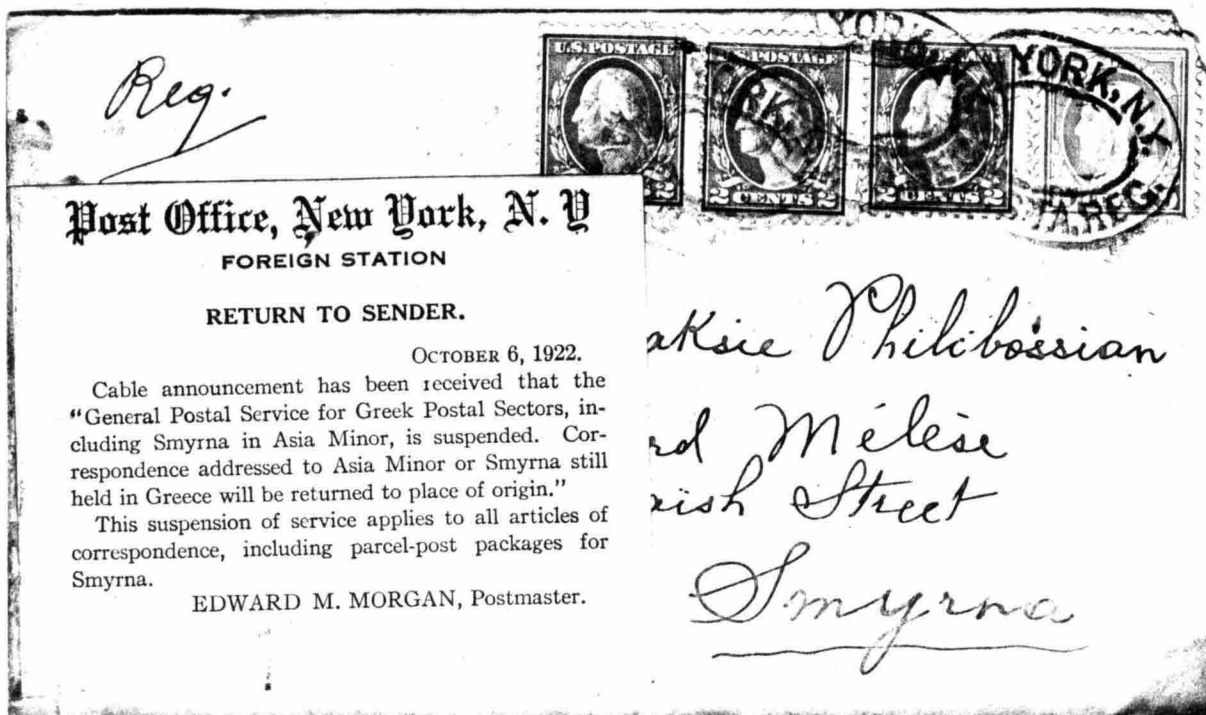 Reg.
U.S. POSTAGE
U.S. POSTAGE
2 CENTS 2
2 CENTS 2
YORK, N.Y.
YORK, N.Y.
STA. REG.
Post Office, New York, N. Y
FOREIGN STATION
RETURN TO SENDER.
OCTOBER 6, 1922.
Cable announcement has been received that the
“General Postal Service for Greek Postal Sectors, in-
cluding Smyrna in Asia Minor, is suspended. Cor-
respondence addressed to Asia Minor or Smyrna still
held in Greece will be returned to place of origin.”
This suspension of service applies to all articles of
correspondence, including parcel-post packages for
Smyrna.
EDWARD M. MORGAN, Postmaster.
aksie Philibossian
rd Mélèse
ish Street
Smyrna